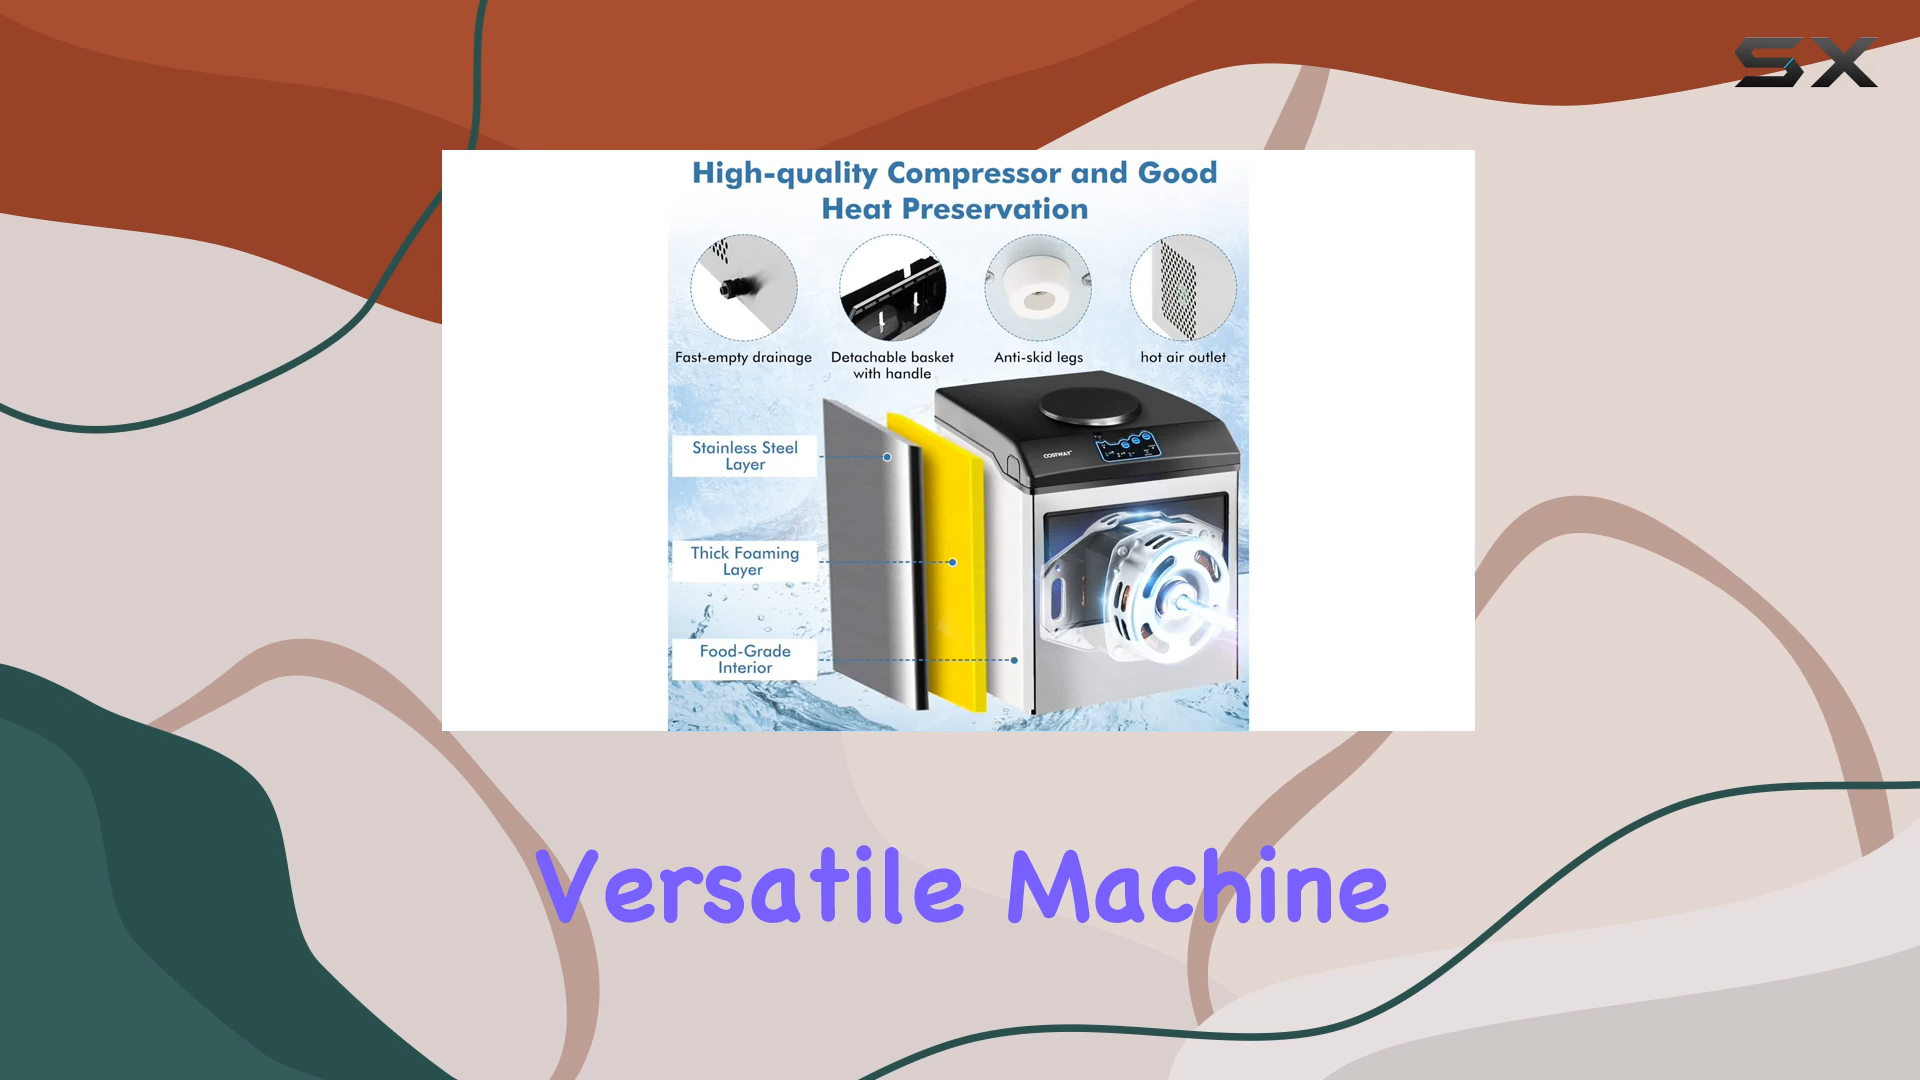 SX
High-quality Compressor and Good
Heat Preservation
Fast-empty drainage
Detachable basket
with handle
Anti-skid legs
hot air outlet
COSTWAY
Stainless Steel
Layer
Thick Foaming
Layer
Food-Grade
Interior
Versatile Machine